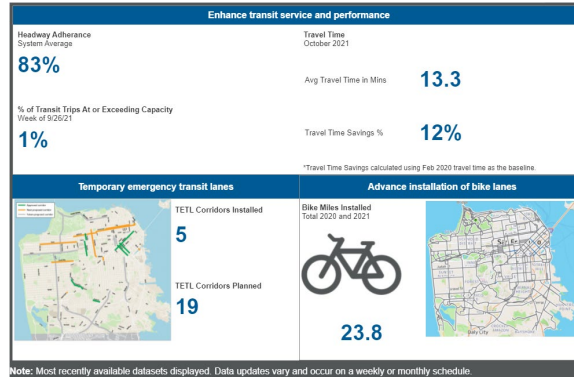 Enhance transit service and performance
Headway Adherance
System Average
83%
% of Transit Trips At or Exceeding Capacity
Week of 9/26/21
1%
Travel Time
October 2021
Avg Travel Time in Mins
13.3
Travel Time Savings %
12%
*Travel Time Savings calculated using Feb 2020 travel time as the baseline.
Temporary emergency transit lanes
TETL Corridors Installed
5
TETL Corridors Planned
19
Advance installation of bike lanes
Bike Miles Installed
Total 2020 and 2021
23.8
Daly City
Note: Most recently available datasets displayed. Data updates vary and occur on a weekly or monthly schedule.